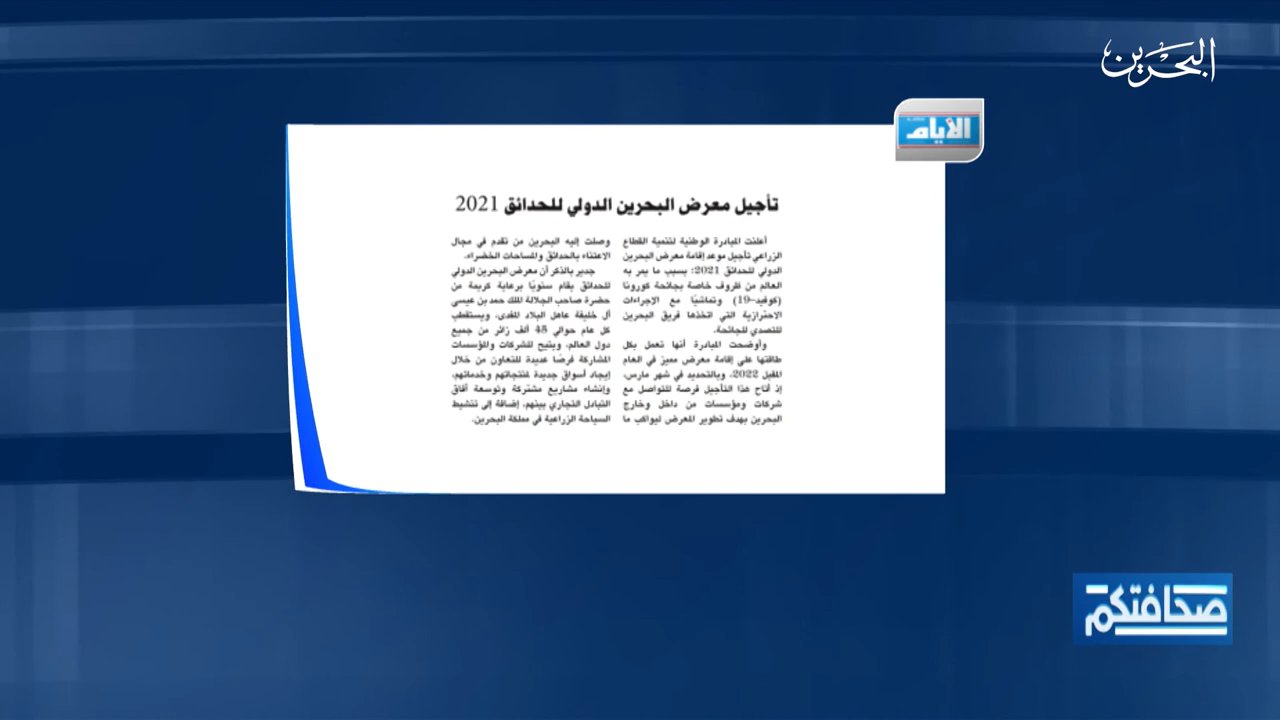 البحرين
الأيام
تأجيل معرض البحرين الدولي للحدائق 2021
أعلنت المبادرة الوطنية لتنمية القطاع
الزراعي تأجيل موعد إقامة معرض البحرين
الدولي للحدائق 2021؛ بسبب ما يمر به
العالم من ظروف خاصة بجائحة كورونا
(كوفيد-19) وتماشيًا مع الإجراءات
الاحترازية التي اتخذها فريق البحرين
للتصدي للجائحة.
وأوضحت المبادرة أنها تعمل بكل
طاقتها على إقامة معرض مميز في العام
المقبل 2022، وبالتحديد في شهر مارس،
إذ أتاح هذا التأجيل فرصة للتواصل مع
شركات ومؤسسات من داخل وخارج
البحرين بهدف تطوير المعرض ليواكب ما
وصلت إليه البحرين من تقدم في مجال
الاعتناء بالحدائق والمساحات الخضراء.
جدير بالذكر أن معرض البحرين الدولي
للحدائق يقام سنويًا برعاية كريمة من
حضرة صاحب الجلالة الملك حمد بن عيسى
آل خليفة عاهل البلاد المفدى، ويستقطب
كل عام حوالي 48 ألف زائر من جميع
دول العالم، ويتيح للشركات والمؤسسات
المشاركة فرصًا عديدة للتعاون من خلال
إيجاد أسواق جديدة لمنتجاتهم وخدماتهم،
وإنشاء مشاريع مشتركة وتوسعة آفاق
التبادل التجاري بينهم، إضافة إلى تنشيط
السياحة الزراعية في مملكة البحرين.
صحافتكم